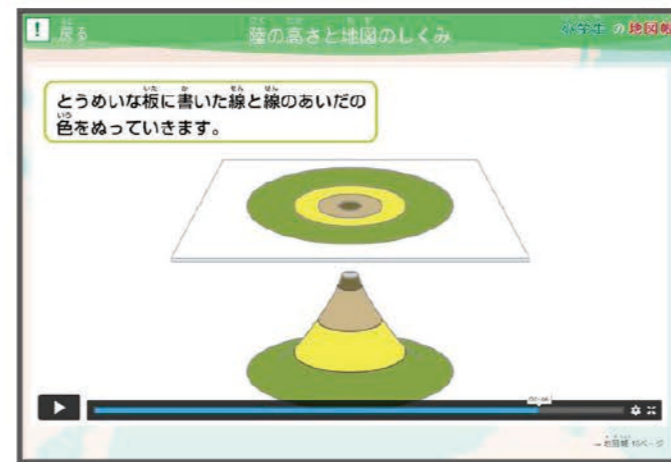 ! 戻る
陸の高さと地図のしくみ
小学生の地図帳
とうめいな板に書いた線と線のあいだの
色をぬっていきます。